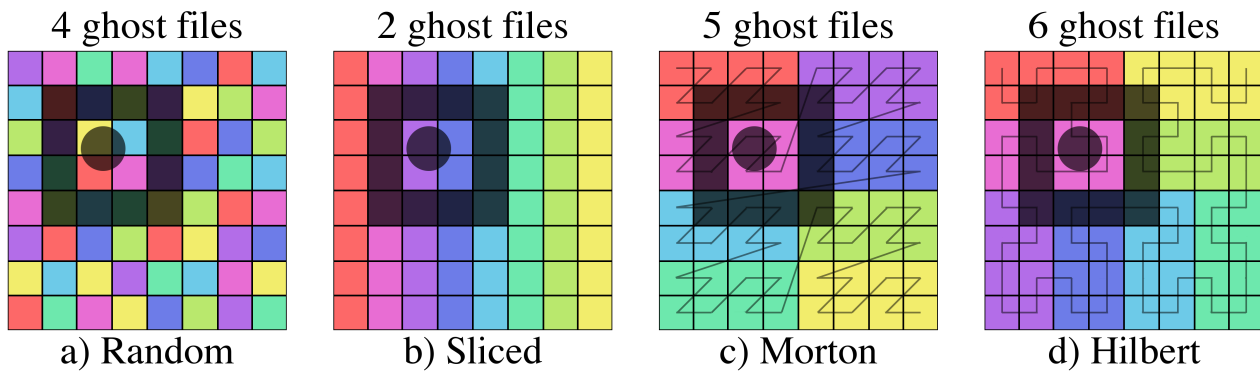 4 ghost files
2 ghost files
5 ghost files
6 ghost files
a) Random
b) Sliced
c) Morton
d) Hilbert